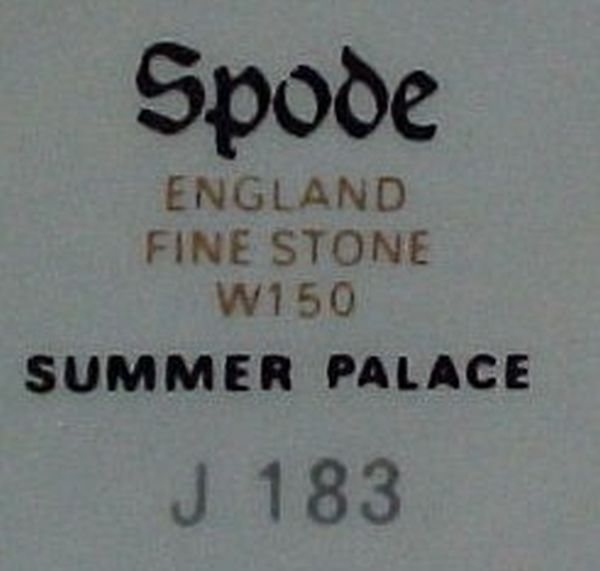 Spode
ENGLAND
FINE STONE
W150
SUMMER PALACE
J 183